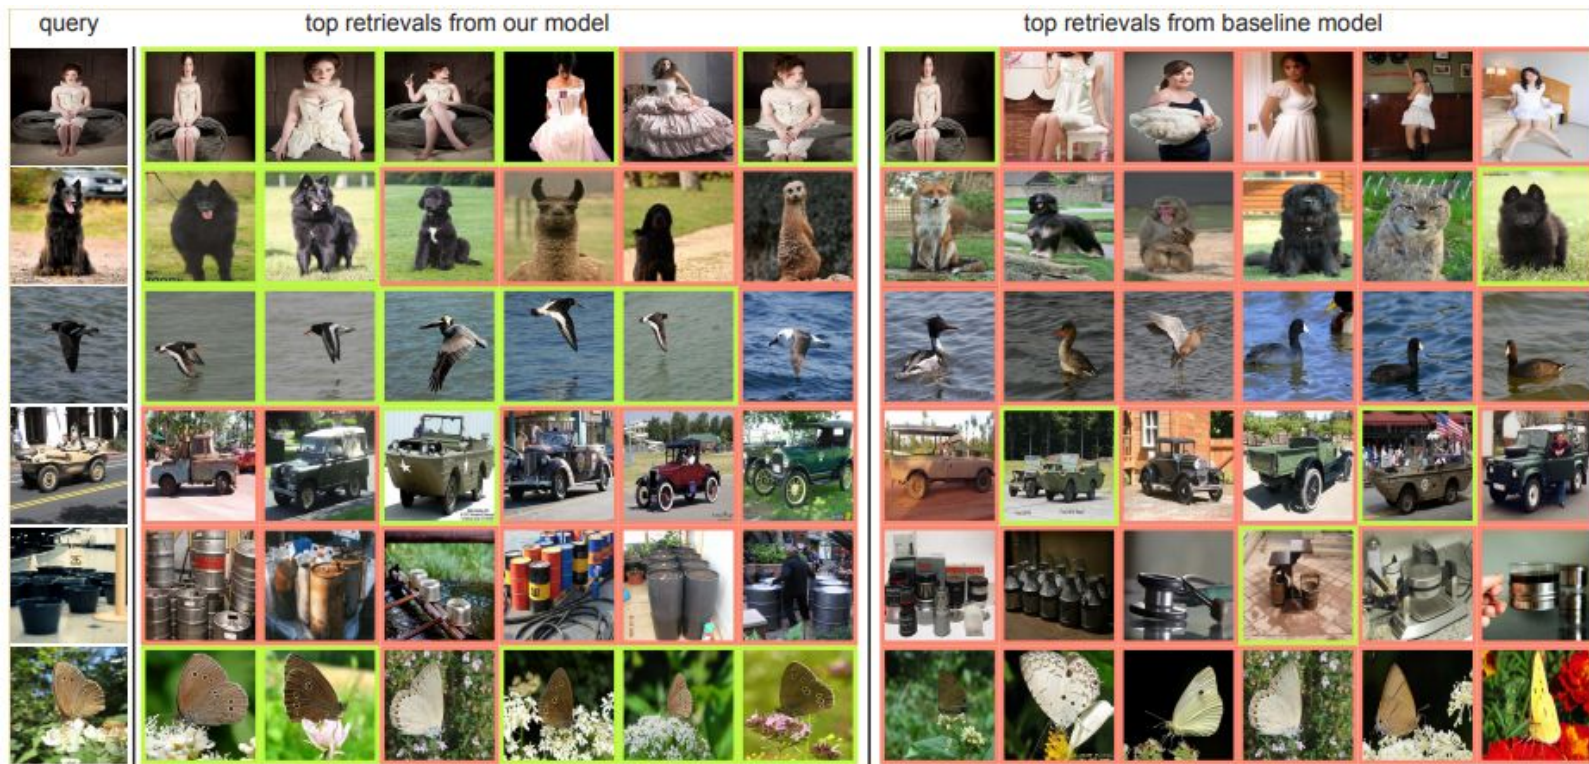 query
top retrievals from our model
top retrievals from baseline model